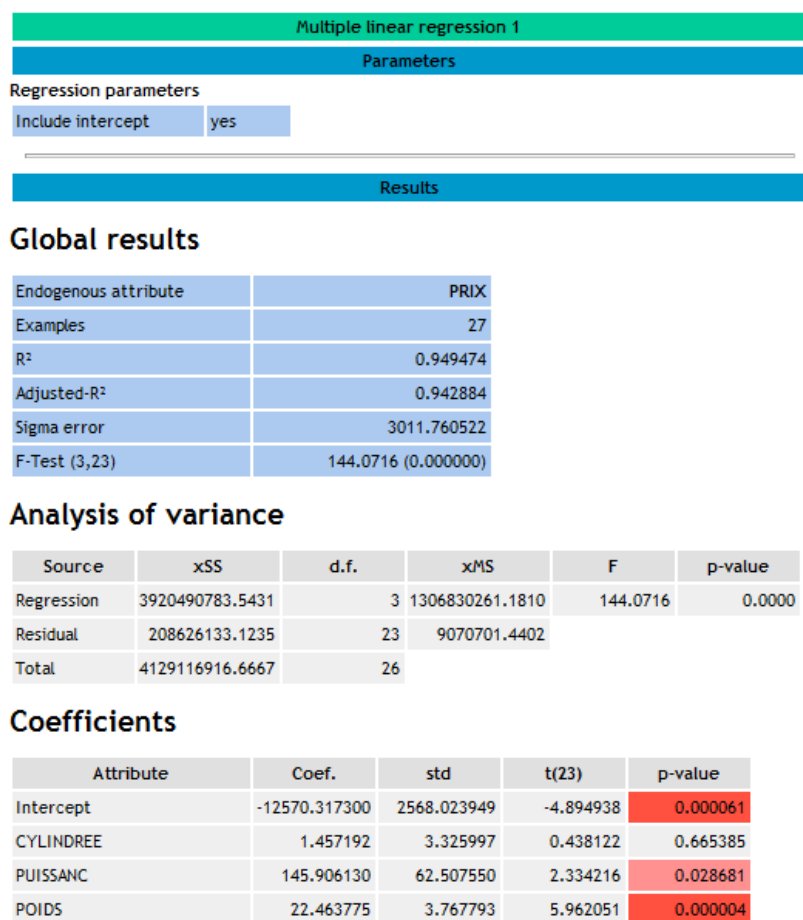 Multiple linear regression 1
Parameters
Regression parameters
Include intercept yes
Results
Global results
Endogenous attribute PRIX
Examples 27
R² 0.949474
Adjusted-R² 0.942884
Sigma error 3011.760522
F-Test (3,23) 144.0716 (0.000000)
Analysis of variance
Source xSS d.f. xMS F p-value
Regression 3920490783.5431 3 1306830261.1810 144.0716 0.0000
Residual 208626133.1235 23 9070701.4402
Total 4129116916.6667 26
Coefficients
Attribute Coef. std t(23) p-value
Intercept -12570.317300 2568.023949 -4.894938 0.000061
CYLINDREE 1.457192 3.325997 0.438122 0.665385
PUISSANC 145.906130 62.507550 2.334216 0.028681
POIDS 22.463775 3.767793 5.962051 0.000004